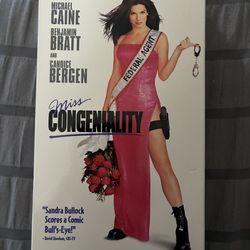 MICHAEL
CAINE
BENJAMIN
BRATT
AND
CANDICE
BERGEN
FEDERAL AGENT
Miss
CONGENIALITY
"Sandra Bullock
Scores a Comic
Bull's-Eye!"